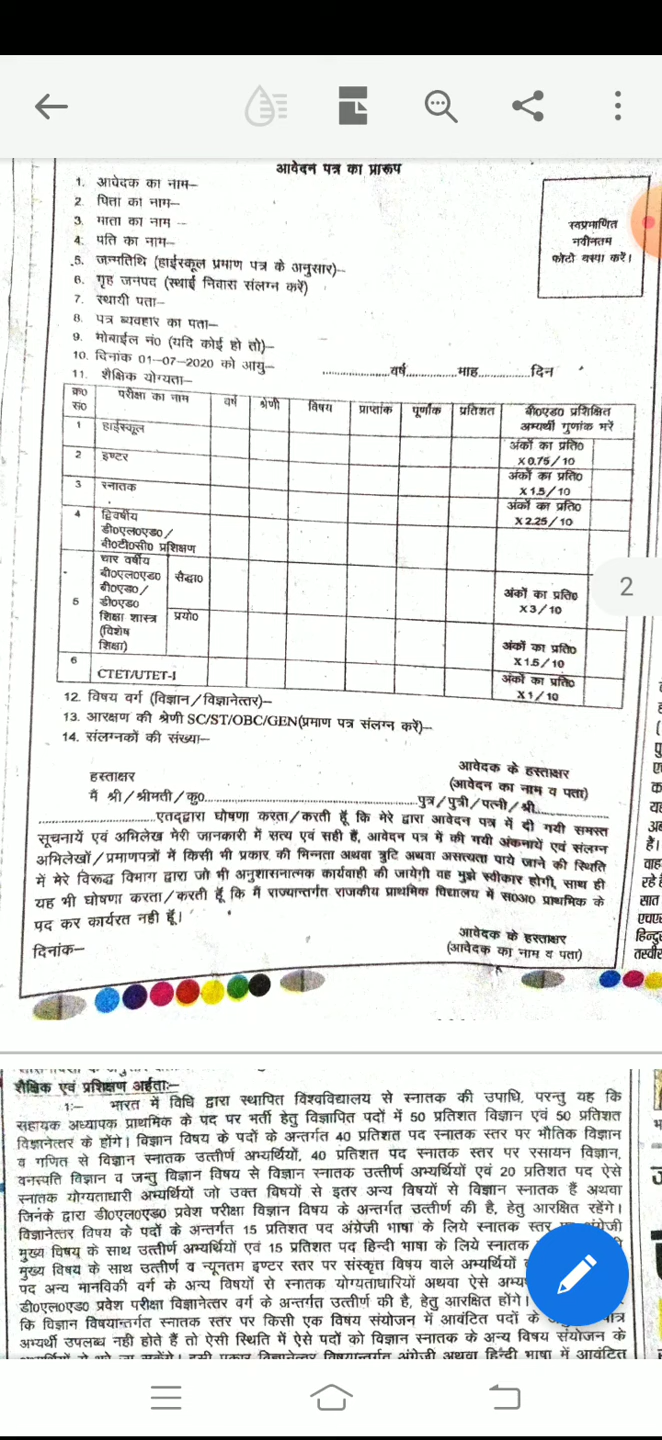 आवेदन पत्र का प्रारूप
1. आवेदक का नाम–
2. पिता का नाम–
3. माता का नाम –
4. पति का नाम–
5. जन्मतिथि (हाईस्कूल प्रमाण पत्र के अनुसार)–
6. गृह जनपद (स्थाई निवास संलग्न करें)
7. स्थायी पता–
8. पत्र व्यवहार का पता–
9. मोबाईल नं० (यदि कोई हो तो)–
10. दिनांक 01–07–2020 को आयु– ....................वर्ष...............माह...............दिन
11. शैक्षिक योग्यता–
स्वप्रमाणित
नवीनतम
फोटो चस्पा करें।
क्र० सं० परीक्षा का नाम वर्ष श्रेणी विषय प्राप्तांक पूर्णांक प्रतिशत बी०एड० प्रशिक्षित
अभ्यर्थी गुणांक भरें
1 हाईस्कूल अंकों का प्रति०
X 0.75/10
2 इण्टर अंकों का प्रति०
X 1.5/10
3 स्नातक अंकों का प्रति०
X 2.25/10
4 द्विवर्षीय
डी०एल०एड०/
बी०टी०सी० प्रशिक्षण
5 चार वर्षीय
बी०एल०एड०
बी०एड०/
डी०एड०
शिक्षा शास्त्र
(विशेष
शिक्षा)
सैद्धा० अंकों का प्रति०
X 3/10
प्रयो० अंकों का प्रति०
X 1.5/10
6 CTET/UTET-I अंकों का प्रति०
X 1/10
12. विषय वर्ग (विज्ञान/विज्ञानेत्तर)–
13. आरक्षण की श्रेणी SC/ST/OBC/GEN(प्रमाण पत्र संलग्न करें)–
14. संलग्नकों की संख्या–
आवेदक के हस्ताक्षर
(आवेदन का नाम व पता)
हस्ताक्षर
मैं श्री/श्रीमती/कु०....................पुत्र/पुत्री/पत्नी/श्री....................
....................एतद्द्वारा घोषणा करता/करती हूँ कि मेरे द्वारा आवेदन पत्र में दी गयी समस्त
सूचनायें एवं अभिलेख मेरी जानकारी में सत्य एवं सही हैं, आवेदन पत्र में की गयी अंकनायें एवं संलग्न
अभिलेखों/प्रमाणपत्रों में किसी भी प्रकार की भिन्नता अथवा त्रुटि अथवा असत्यता पाये जाने की स्थिति
में मेरे विरूद्ध विभाग द्वारा जो भी अनुशासनात्मक कार्यवाही की जायेगी वह मुझे स्वीकार होगी, साथ ही
यह भी घोषणा करता/करती हूँ कि मैं राज्यान्तर्गत राजकीय प्राथमिक विद्यालय में स०अ० प्राथमिक के
पद कर कार्यरत नही हूँ।
आवेदक के हस्ताक्षर
(आवेदक का नाम व पता)
दिनांक–
2
शैक्षिक एवं प्रशिक्षण अर्हताः–
1:– भारत में विधि द्वारा स्थापित विश्वविद्यालय से स्नातक की उपाधि, परन्तु यह कि
सहायक अध्यापक प्राथमिक के पद पर भर्ती हेतु विज्ञापित पदों में 50 प्रतिशत विज्ञान एवं 50 प्रतिशत
विज्ञानेत्तर के होंगे। विज्ञान विषय के पदों के अन्तर्गत 40 प्रतिशत पद स्नातक स्तर पर भौतिक विज्ञान
व गणित से विज्ञान स्नातक उत्तीर्ण अभ्यर्थियों, 40 प्रतिशत पद स्नातक स्तर पर रसायन विज्ञान,
वनस्पति विज्ञान व जन्तु विज्ञान विषय से विज्ञान स्नातक उत्तीर्ण अभ्यर्थियों एवं 20 प्रतिशत पद ऐसे
स्नातक योग्यताधारी अभ्यर्थियों जो उक्त विषयों से इतर अन्य विषयों से विज्ञान स्नातक हैं अथवा
जिनके द्वारा डी०एल०एड० प्रवेश परीक्षा विज्ञान विषय के अन्तर्गत उत्तीर्ण की है, हेतु आरक्षित रहेंगे।
विज्ञानेत्तर विषय के पदों के अन्तर्गत 15 प्रतिशत पद अंग्रेजी भाषा के लिये स्नातक स्तर
मुख्य विषय के साथ उत्तीर्ण अभ्यर्थियों एवं 15 प्रतिशत पद हिन्दी भाषा के लिये स्नातक
मुख्य विषय के साथ उत्तीर्ण व न्यूनतम इण्टर स्तर पर संस्कृत विषय वाले अभ्यर्थियों
पद अन्य मानविकी वर्ग के अन्य विषयों से स्नातक योग्यताधारियों अथवा ऐसे
डी०एल०एड० प्रवेश परीक्षा विज्ञानेत्तर वर्ग के अन्तर्गत उत्तीर्ण की है, हेतु आरक्षित होंगे।
कि विज्ञान विषयान्तर्गत स्नातक स्तर पर किसी एक विषय संयोजन में आवंटित पदों के
अभ्यर्थी उपलब्ध नही होते हैं तो ऐसी स्थिति में ऐसे पदों को विज्ञान स्नातक के अन्य विषय संयोजन के